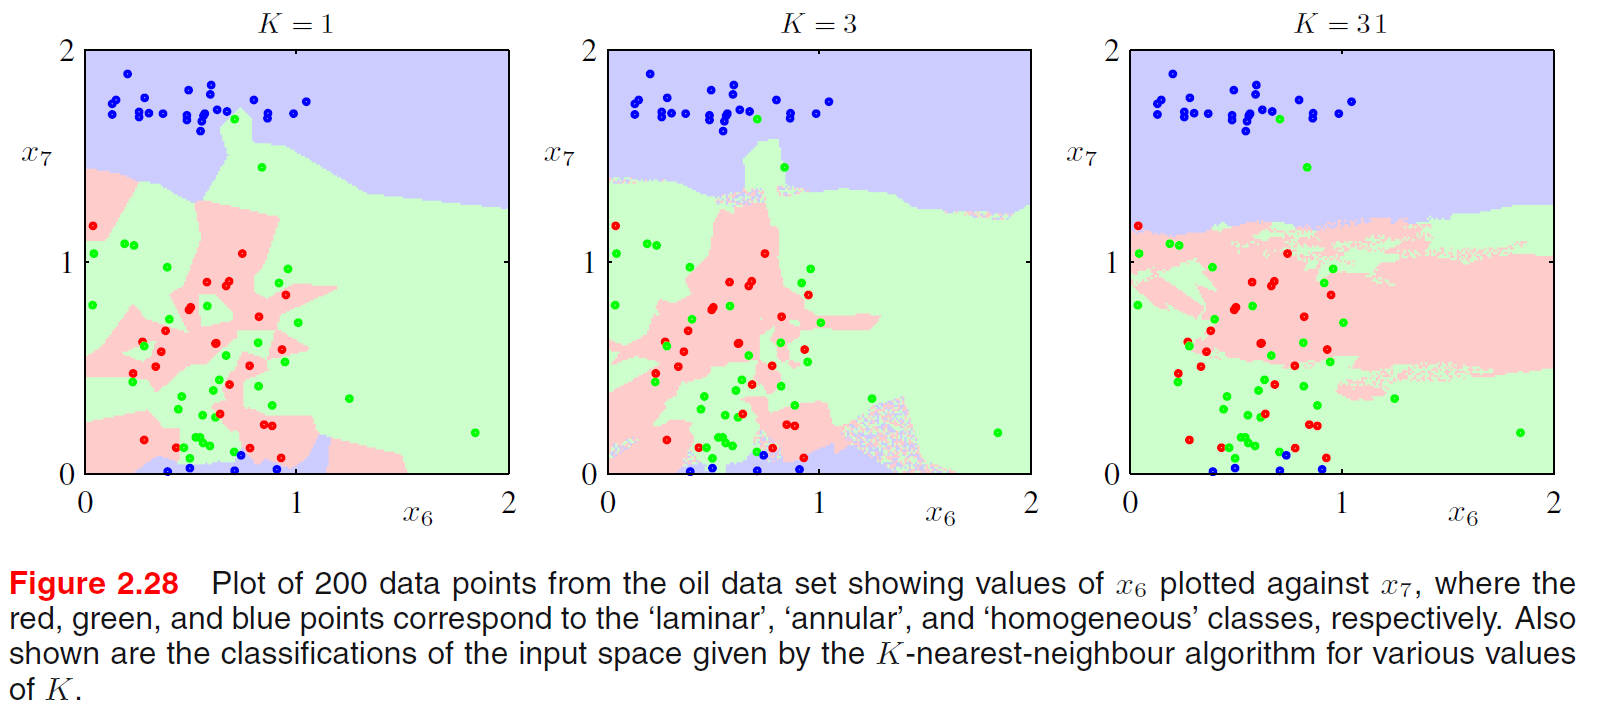 K = 1
K = 3
K = 31
2
2
2
x7
x7
x7
1
1
1
0
0
0
0
1
2
0
1
2
0
1
2
x6
x6
x6
Figure 2.28 Plot of 200 data points from the oil data set showing values of x6 plotted against x7, where the
red, green, and blue points correspond to the ‘laminar’, ‘annular’, and ‘homogeneous’ classes, respectively. Also
shown are the classifications of the input space given by the K-nearest-neighbour algorithm for various values
of K.